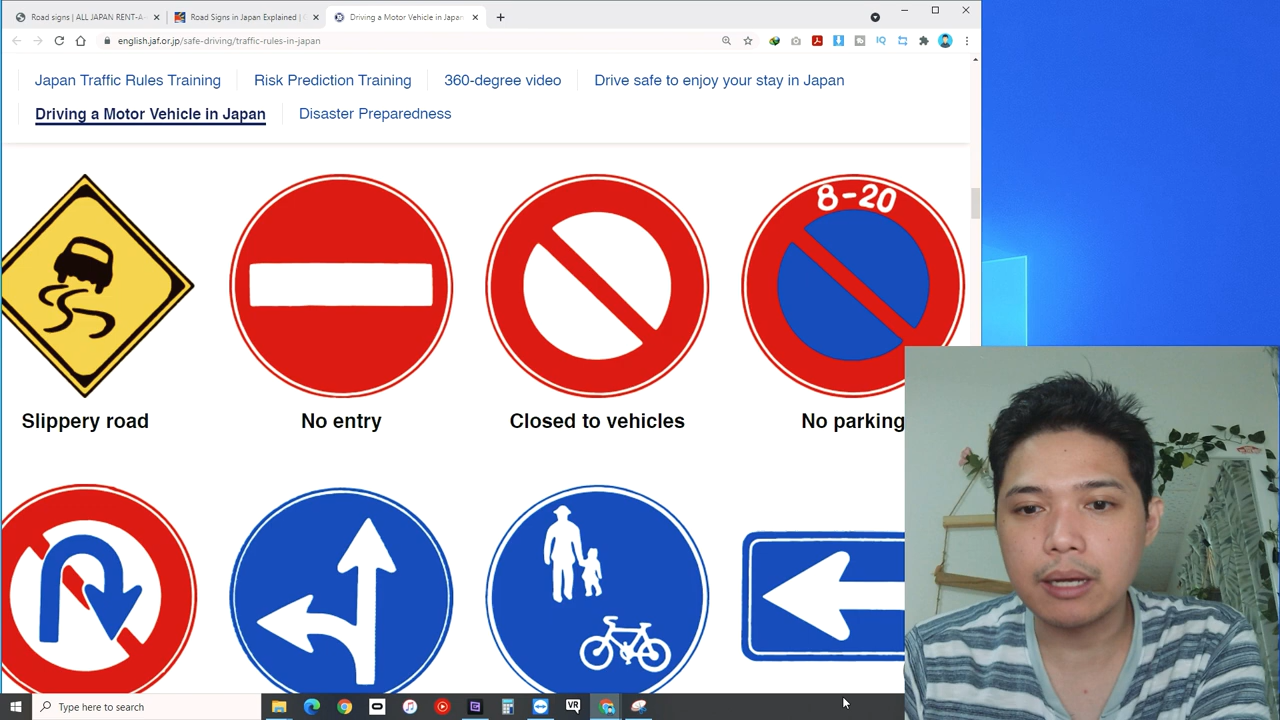 Road signs | ALL JAPAN RENT-A-
Road Signs in Japan Explained |
Driving a Motor Vehicle in Japan
english.jaf.or.jp/safe-driving/traffic-rules-in-japan
Japan Traffic Rules Training
Risk Prediction Training
360-degree video
Drive safe to enjoy your stay in Japan
Driving a Motor Vehicle in Japan
Disaster Preparedness
8-20
Slippery road
No entry
Closed to vehicles
No parking
Type here to search
VR